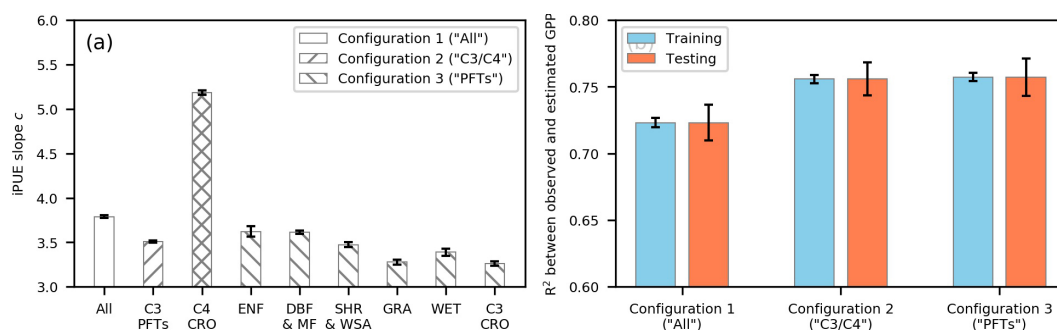 (a)
Configuration 1 ("All")
Configuration 2 ("C3/C4")
Configuration 3 ("PFTs")
iPUE slope c
6.0
5.5
5.0
4.5
4.0
3.5
3.0
All
C3
PFTs
C4
CRO
ENF
DBF
& MF
SHR
& WSA
GRA
WET
C3
CRO
(b)
Training
Testing
R² between observed and estimated GPP
0.80
0.75
0.70
0.65
0.60
Configuration 1
("All")
Configuration 2
("C3/C4")
Configuration 3
("PFTs")